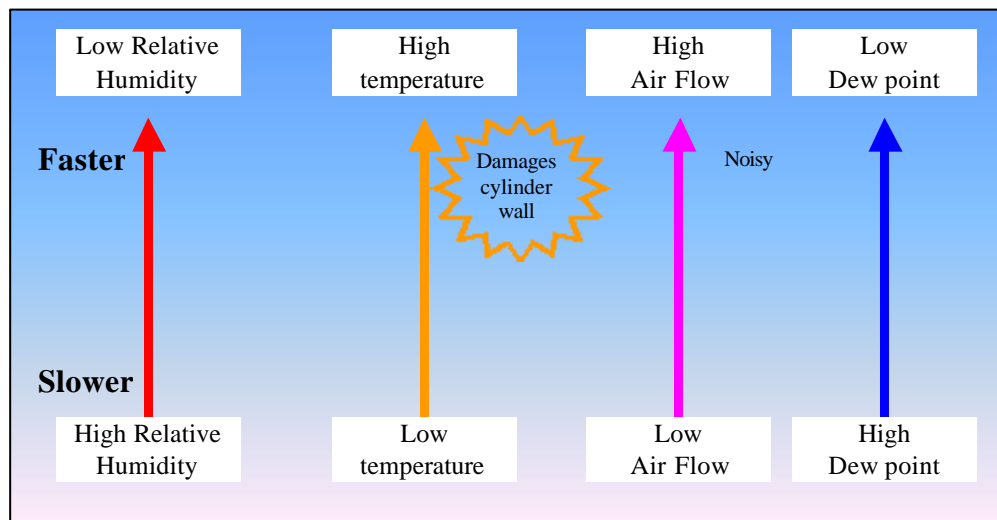 Low Relative
Humidity
High
temperature
High
Air Flow
Low
Dew point
Faster
Damages
cylinder
wall
Noisy
Slower
High Relative
Humidity
Low
temperature
Low
Air Flow
High
Dew point